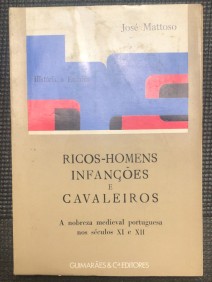 José Mattoso
RICOS-HOMENS
INFANÇÕES
E
CAVALEIROS
A nobreza medieval portuguesa
nos séculos XI e XII
GUIMARÃES & C.ª EDITORES